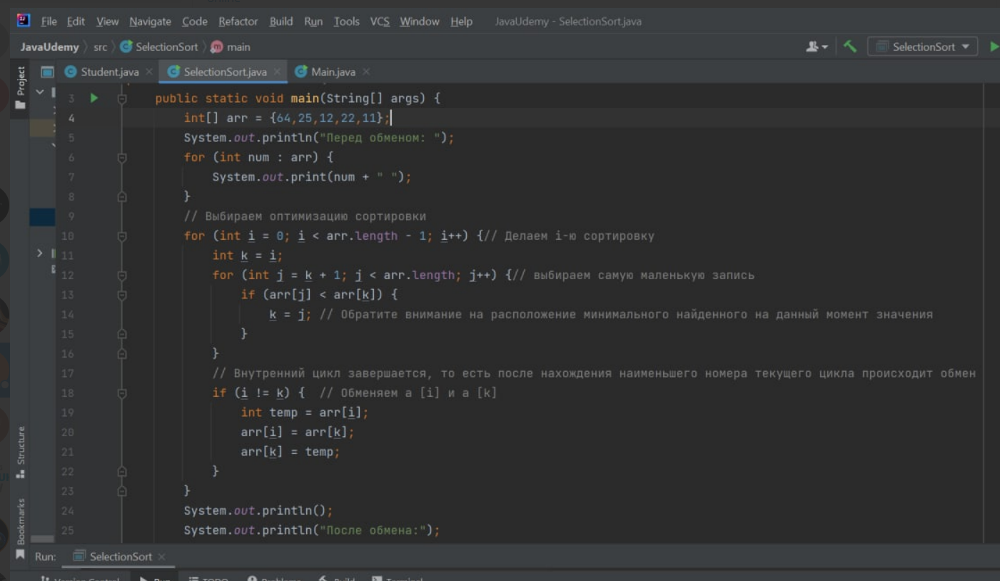 File Edit View Navigate Code Refactor Build Run Tools VCS Window Help JavaUdemy - SelectionSort.java
JavaUdemy src SelectionSort main SelectionSort
Project
Student.java SelectionSort.java Main.java
3 public static void main(String[] args) {
4 int[] arr = {64,25,12,22,11};
5 System.out.println("Перед обменом: ");
6 for (int num : arr) {
7 System.out.print(num + " ");
8 }
9 // Выбираем оптимизацию сортировки
10 for (int i = 0; i < arr.length - 1; i++) {// Делаем i-ю сортировку
11 int k = i;
12 for (int j = k + 1; j < arr.length; j++) {// выбираем самую маленькую запись
13 if (arr[j] < arr[k]) {
14 k = j; // Обратите внимание на расположение минимального найденного на данный момент значения
15 }
16 }
17 // Внутренний цикл завершается, то есть после нахождения наименьшего номера текущего цикла происходит обмен
18 if (i != k) { // Обменяем a [i] и a [k]
19 int temp = arr[i];
20 arr[i] = arr[k];
21 arr[k] = temp;
22 }
23 }
24 System.out.println();
25 System.out.println("После обмена:");
Structure
Bookmarks
Run: SelectionSort
Version Control Run TODO Problems Build Terminal